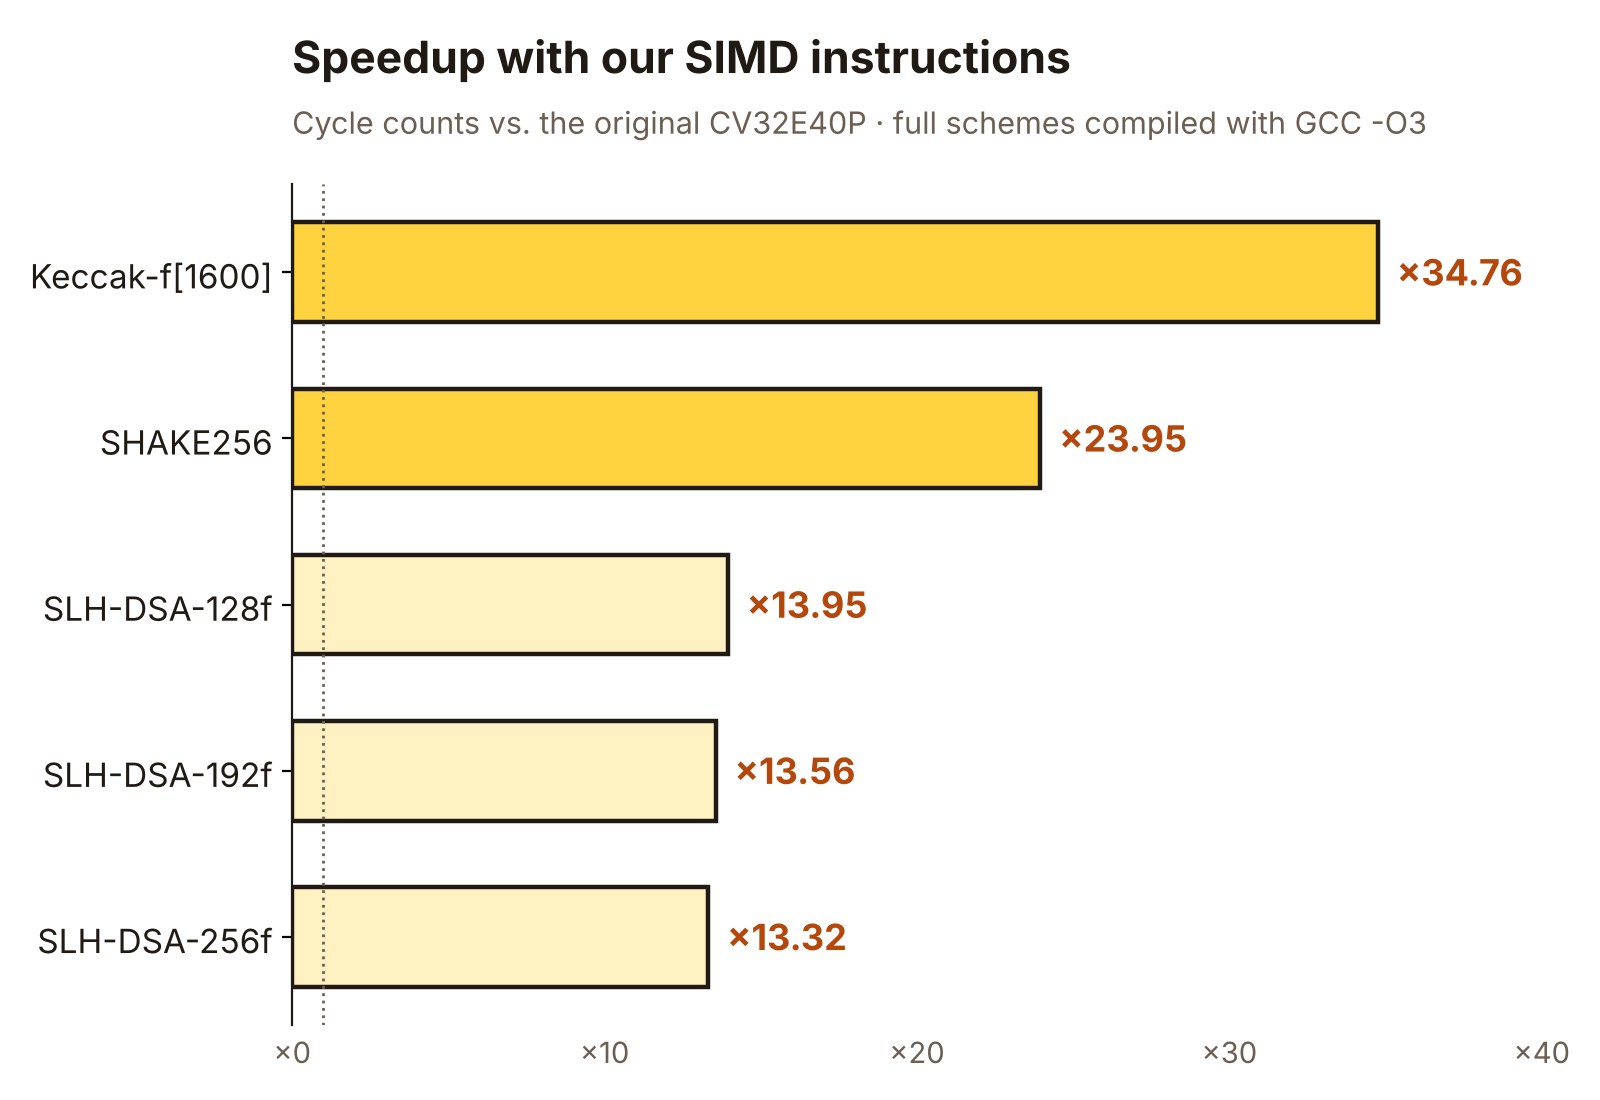 Speedup with our SIMD instructions
Cycle counts vs. the original CV32E40P · full schemes compiled with GCC -O3
Keccak-f[1600] ×34.76
SHAKE256 ×23.95
SLH-DSA-128f ×13.95
SLH-DSA-192f ×13.56
SLH-DSA-256f ×13.32
×0 ×10 ×20 ×30 ×40